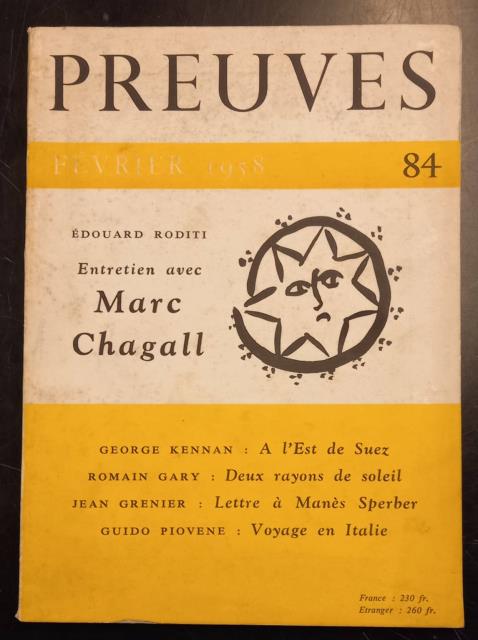 PREUVES
FÉVRIER 1958 84
ÉDOUARD RODITI
Entretien avec
Marc
Chagall
GEORGE KENNAN : A l'Est de Suez
ROMAIN GARY : Deux rayons de soleil
JEAN GRENIER : Lettre à Manès Sperber
GUIDO PIOVENE : Voyage en Italie
France : 230 fr.
Etranger : 260 fr.